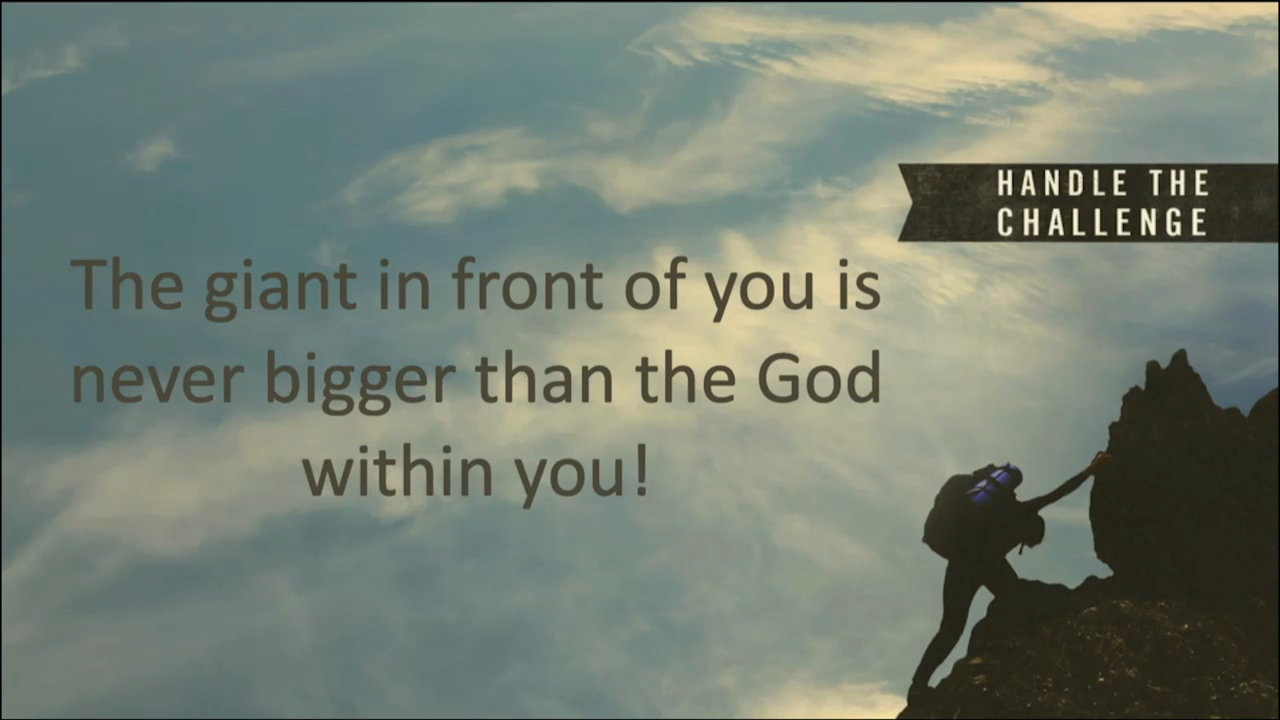 HANDLE THE
CHALLENGE
The giant in front of you is
never bigger than the God
within you!